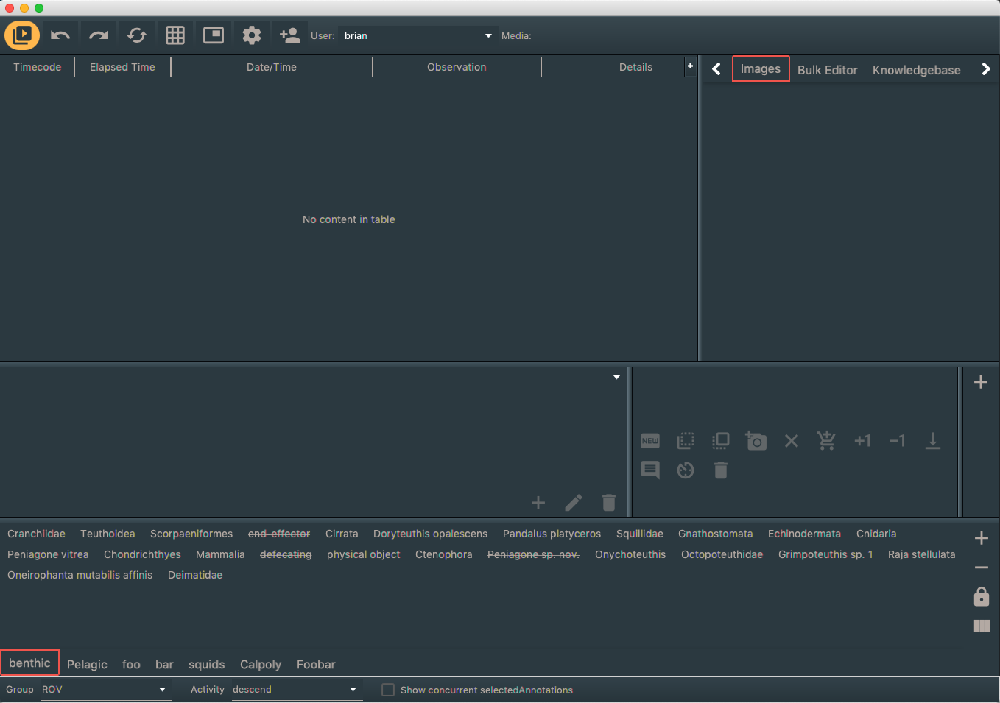 User: brian Media:
Timecode Elapsed Time Date/Time Observation Details +
Images Bulk Editor Knowledgebase
No content in table
NEW +1 -1
Cranchiidae Teuthoidea Scorpaeniformes end-effector Cirrata Doryteuthis opalescens Pandalus platyceros Squillidae Gnathostomata Echinodermata Cnidaria
Peniagone vitrea Chondrichthyes Mammalia defecating physical object Ctenophora Peniagone sp. nov. Onychoteuthis Octopoteuthidae Grimpoteuthis sp. 1 Raja stellulata
Oneirophanta mutabilis affinis Deimatidae
benthic Pelagic foo bar squids Calpoly Foobar
Group ROV Activity descend Show concurrent selectedAnnotations